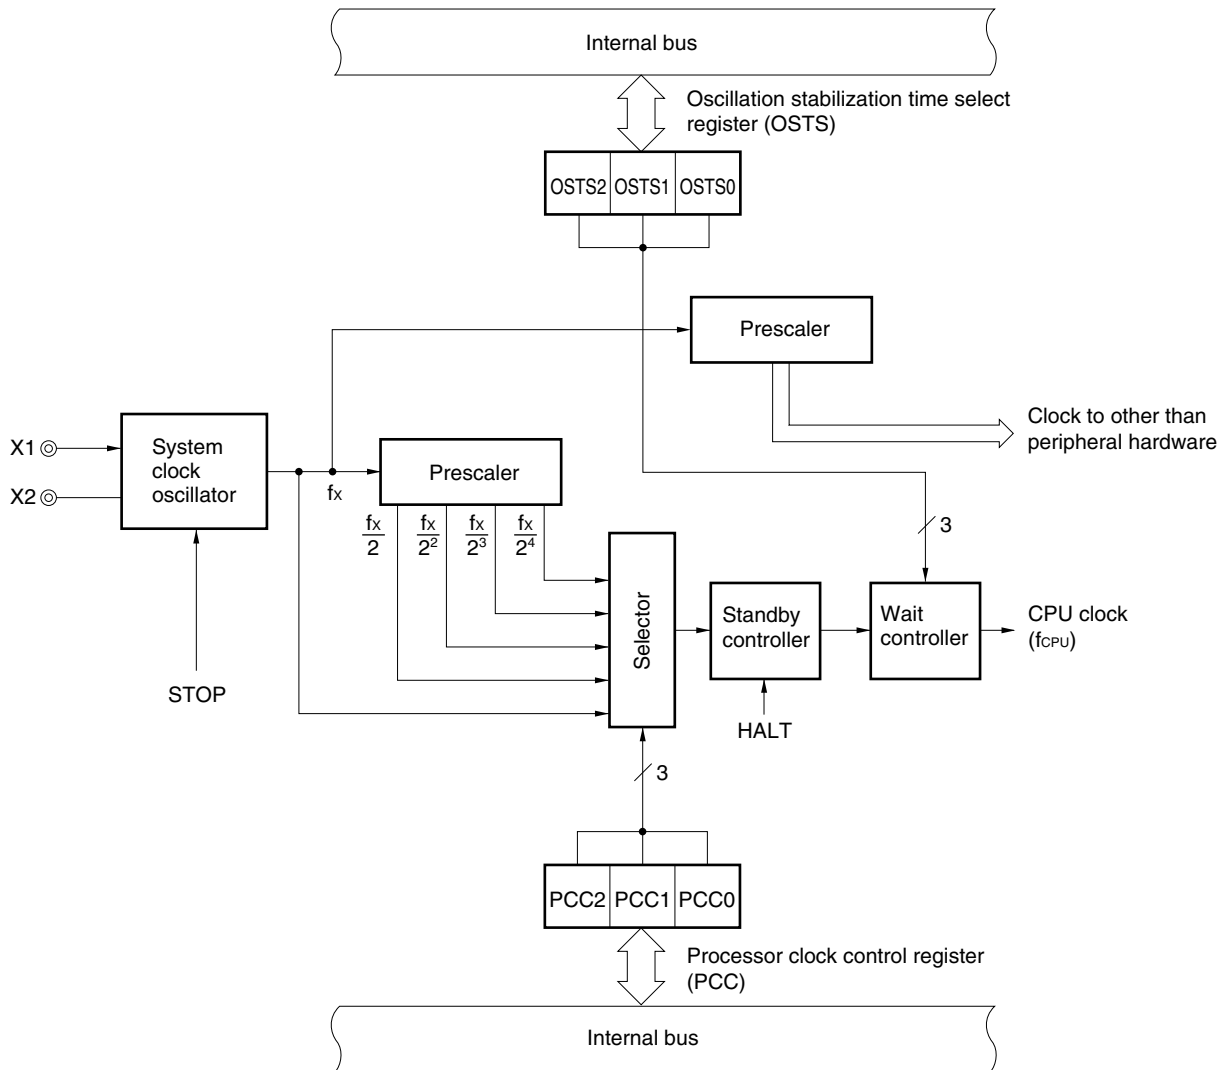 Internal bus
Oscillation stabilization time select
register (OSTS)
OSTS2 OSTS1 OSTS0
Prescaler
Clock to other than
peripheral hardware
X1
X2
System
clock
oscillator
fX
Prescaler
fX/2 fX/2² fX/2³ fX/2⁴
3
Selector
Standby
controller
Wait
controller
CPU clock
(fCPU)
STOP
HALT
3
PCC2 PCC1 PCC0
Processor clock control register
(PCC)
Internal bus